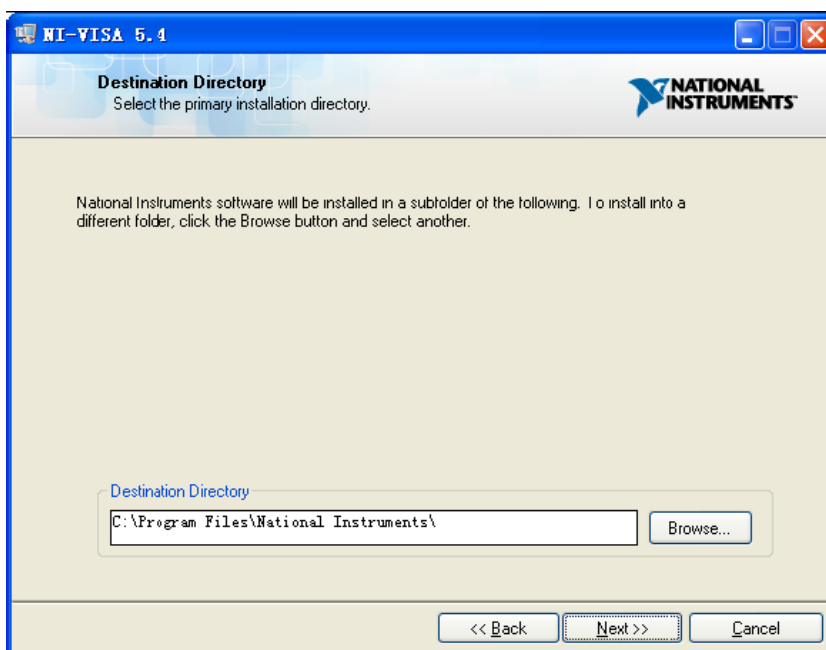 NI-VISA 5.4
Destination Directory
Select the primary installation directory.
NATIONAL
INSTRUMENTS™
National Instruments software will be installed in a subfolder of the following. To install into a
different folder, click the Browse button and select another.
Destination Directory
C:\Program Files\National Instruments\
Browse...
<< Back
Next >>
Cancel